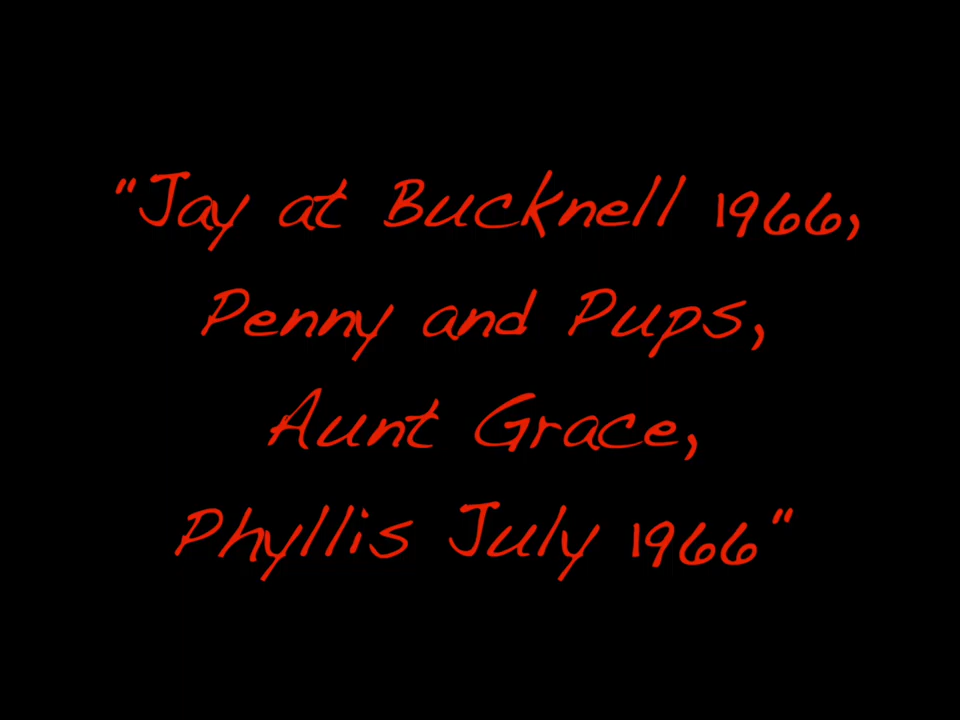 "Jay at Bucknell 1966,
Penny and Pups,
Aunt Grace,
Phyllis July 1966"